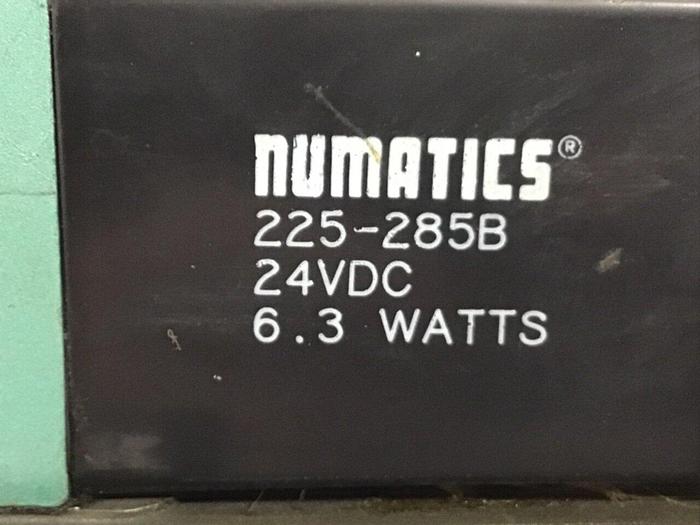 numatics®
225-285B
24VDC
6.3 WATTS